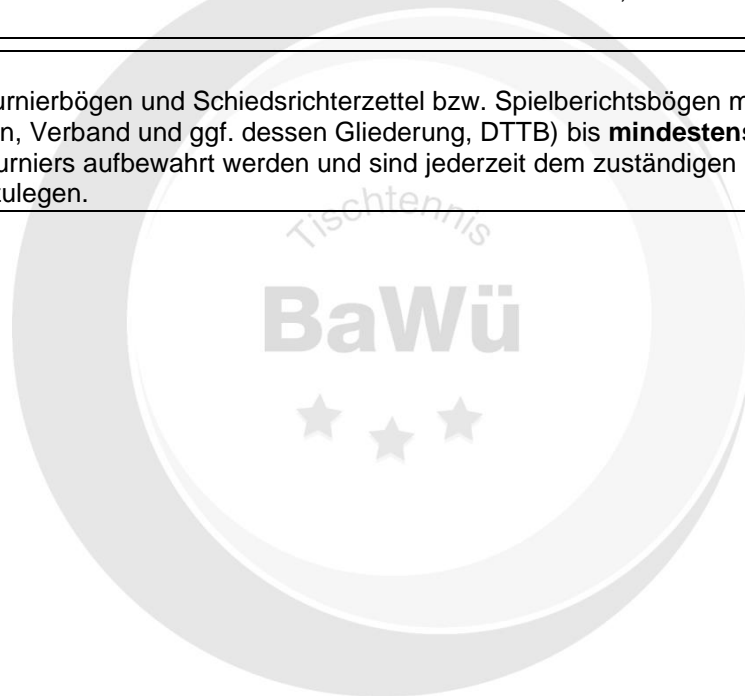 urnierbögen und Schiedsrichterzettel bzw. Spielberichtsbögen m
n, Verband und ggf. dessen Gliederung, DTTB) bis mindestens
urniers aufbewahrt werden und sind jederzeit dem zuständigen
ulegen.
Tischtennis
BaWü